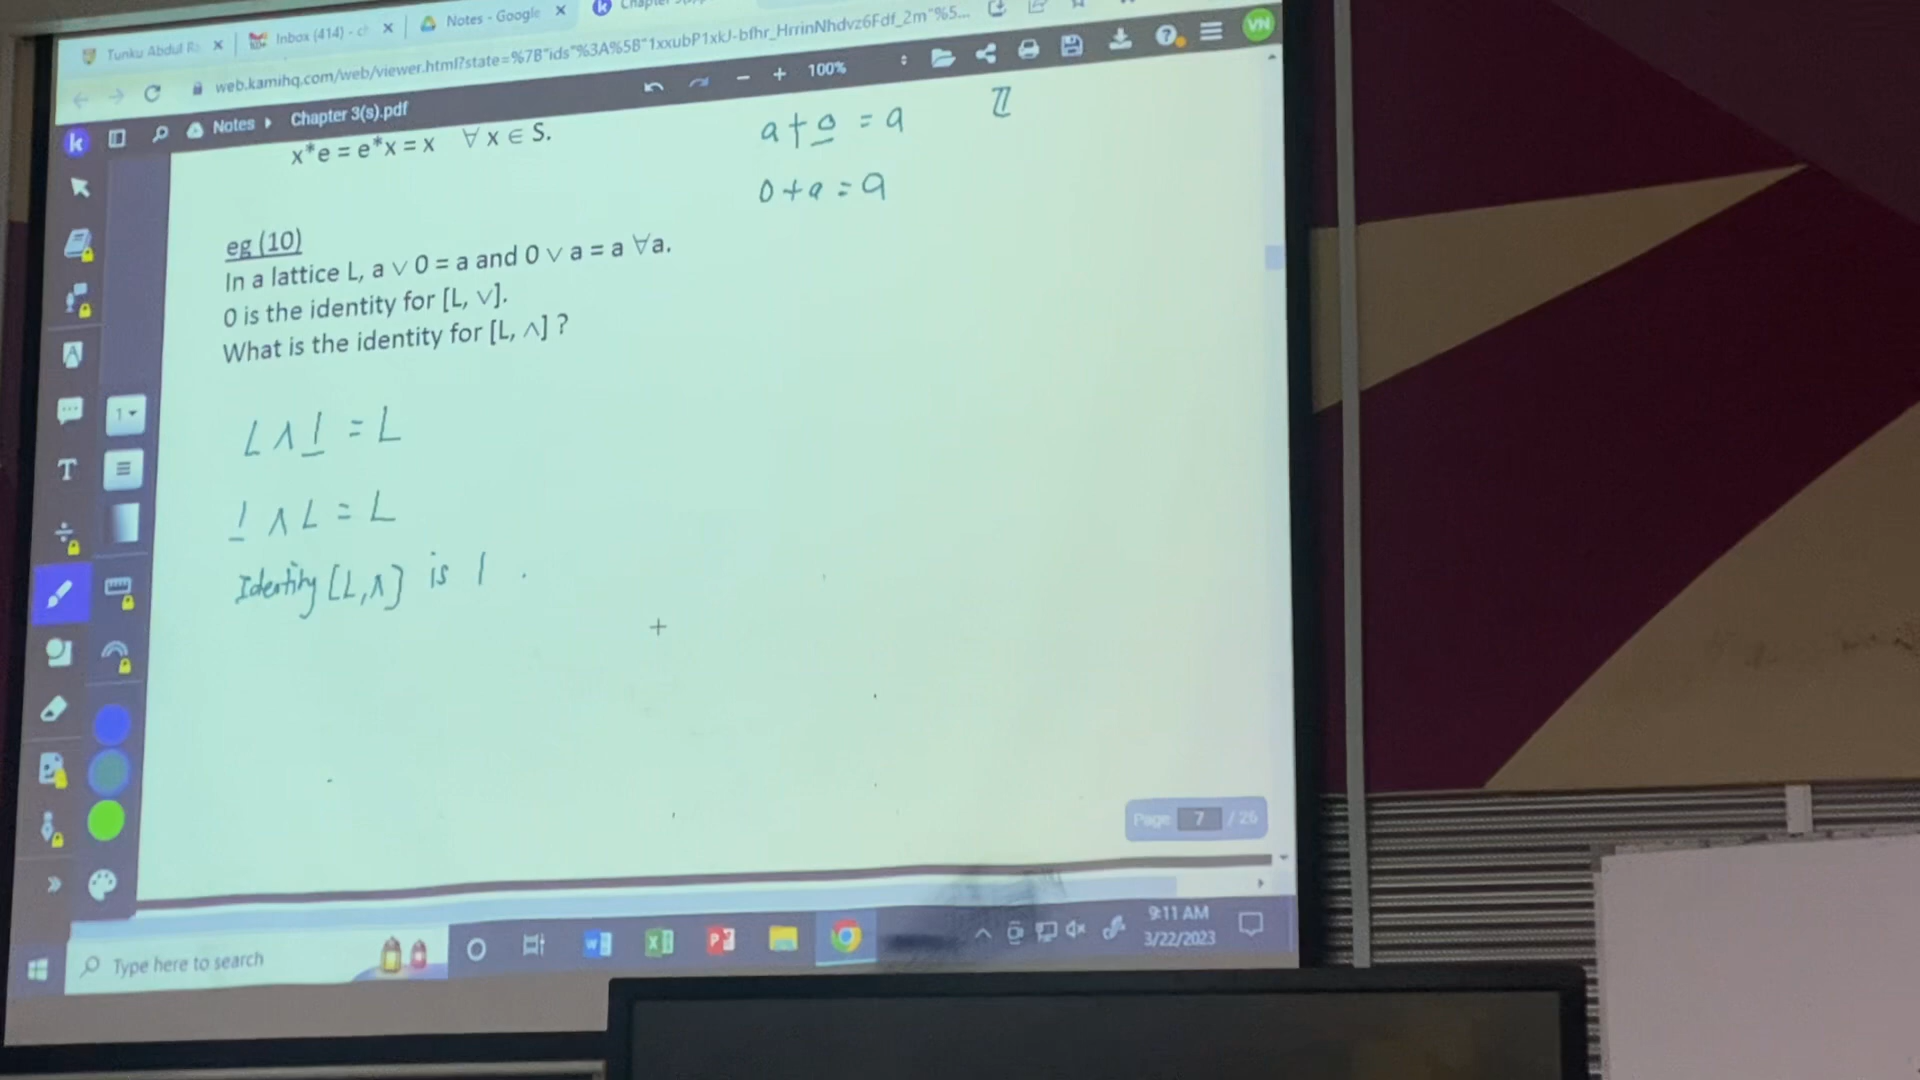 Tunku Abdul Ra
Inbox (414) - c
Notes - Google
web.kamihq.com/web/viewer.html?state=%7B"ids"%3A%5B"1xxubP1xkJ-bfhr_HrrinNhdvz6Fdf_2m"%5...
VN
Notes
Chapter 3(s).pdf
100%
x*e = e*x = x ∀ x ∈ S.
a + 0 = a
ℤ
0 + a = a
eg (10)
In a lattice L, a ∨ 0 = a and 0 ∨ a = a ∀a.
0 is the identity for [L, ∨].
What is the identity for [L, ∧] ?
L ∧ 1 = L
1 ∧ L = L
Identity [L, ∧] is 1 .
Page 7 / 26
Type here to search
9:11 AM
3/22/2023